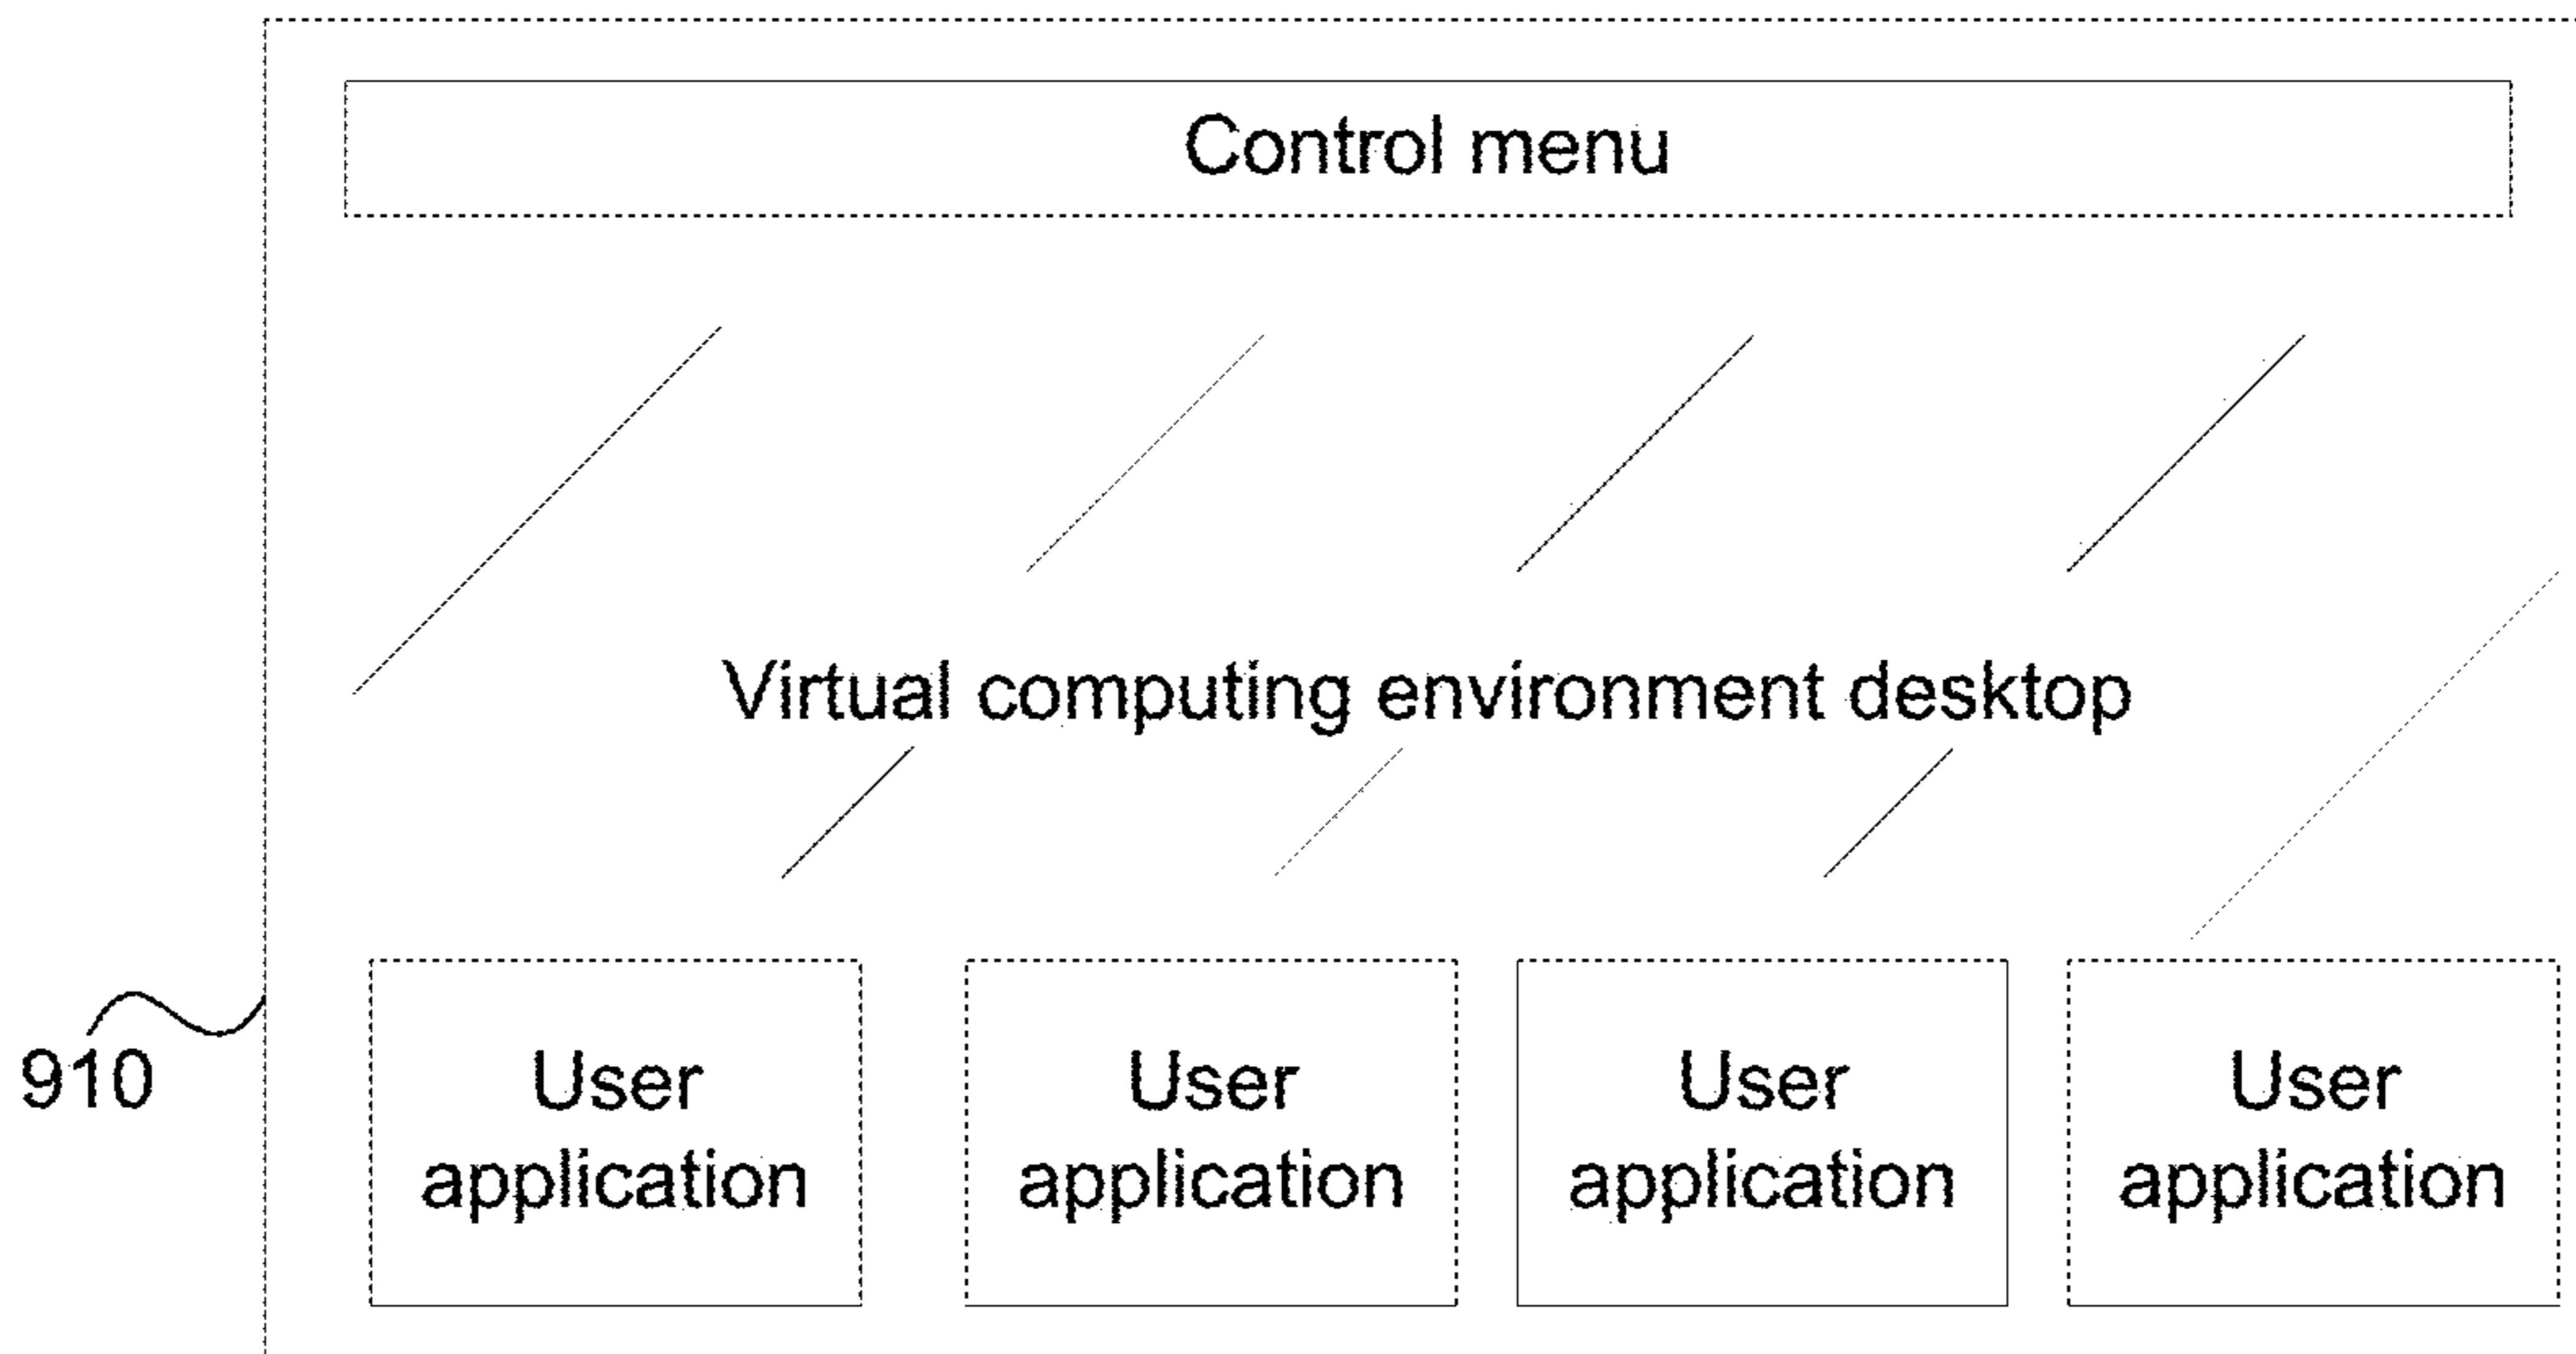 Control menu
Virtual computing environment desktop
910
User
application
User
application
User
application
User
application